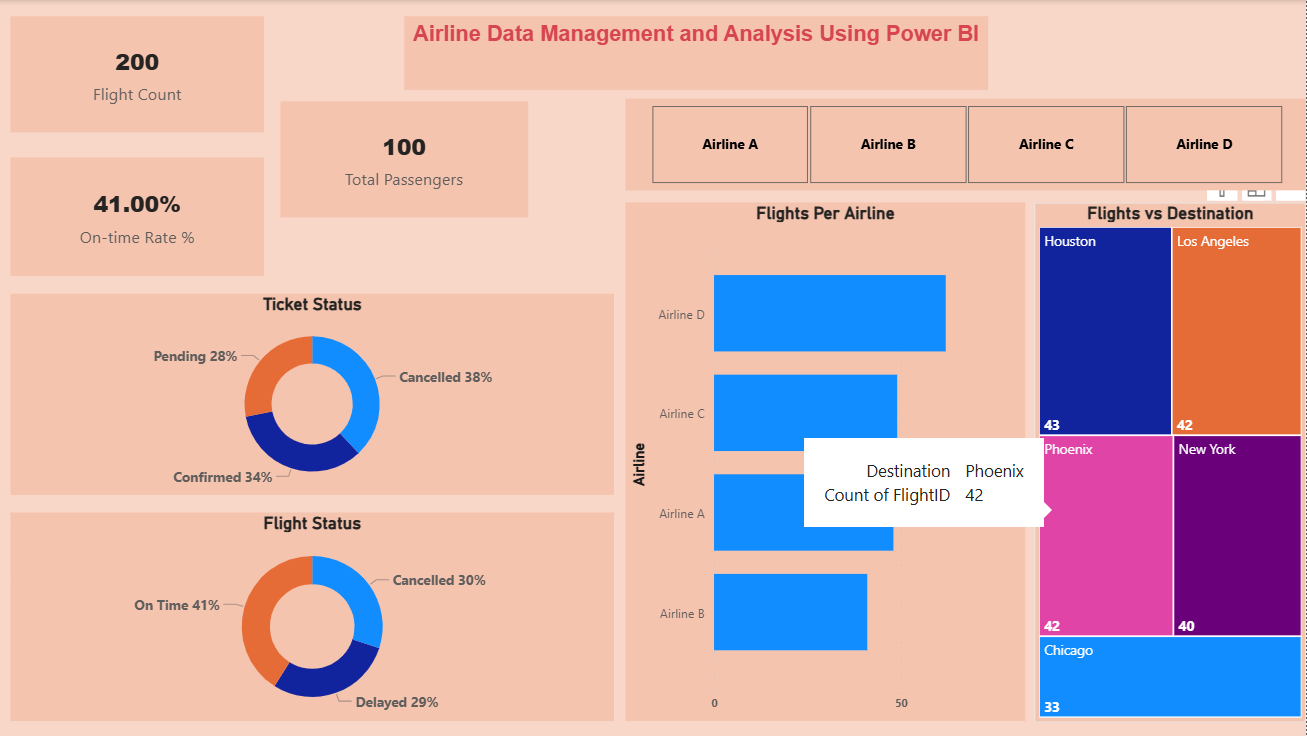 Airline Data Management and Analysis Using Power BI
200
Flight Count
100
Total Passengers
41.00%
On-time Rate %
Airline A
Airline B
Airline C
Airline D
Ticket Status
Pending 28%
Cancelled 38%
Confirmed 34%
Flight Status
Cancelled 30%
On Time 41%
Delayed 29%
Flights Per Airline
Airline
Airline D
Airline C
Airline A
Airline B
0
50
Destination Phoenix
Count of FlightID 42
Flights vs Destination
Houston
43
Los Angeles
42
Phoenix
42
New York
40
Chicago
33